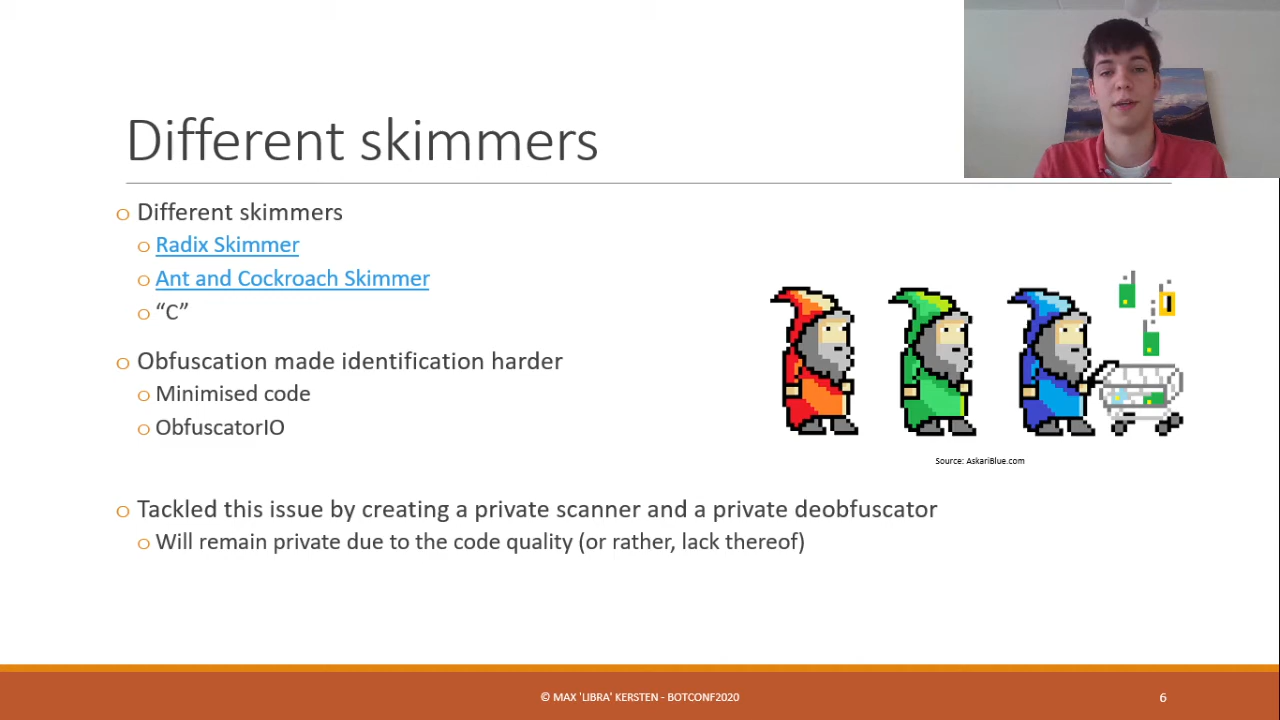 Different skimmers
o Different skimmers
o Radix Skimmer
o Ant and Cockroach Skimmer
o “C”
o Obfuscation made identification harder
o Minimised code
o ObfuscatorIO
Source: AskariBlue.com
o Tackled this issue by creating a private scanner and a private deobfuscator
o Will remain private due to the code quality (or rather, lack thereof)
© MAX 'LIBRA' KERSTEN - BOTCONF2020
6